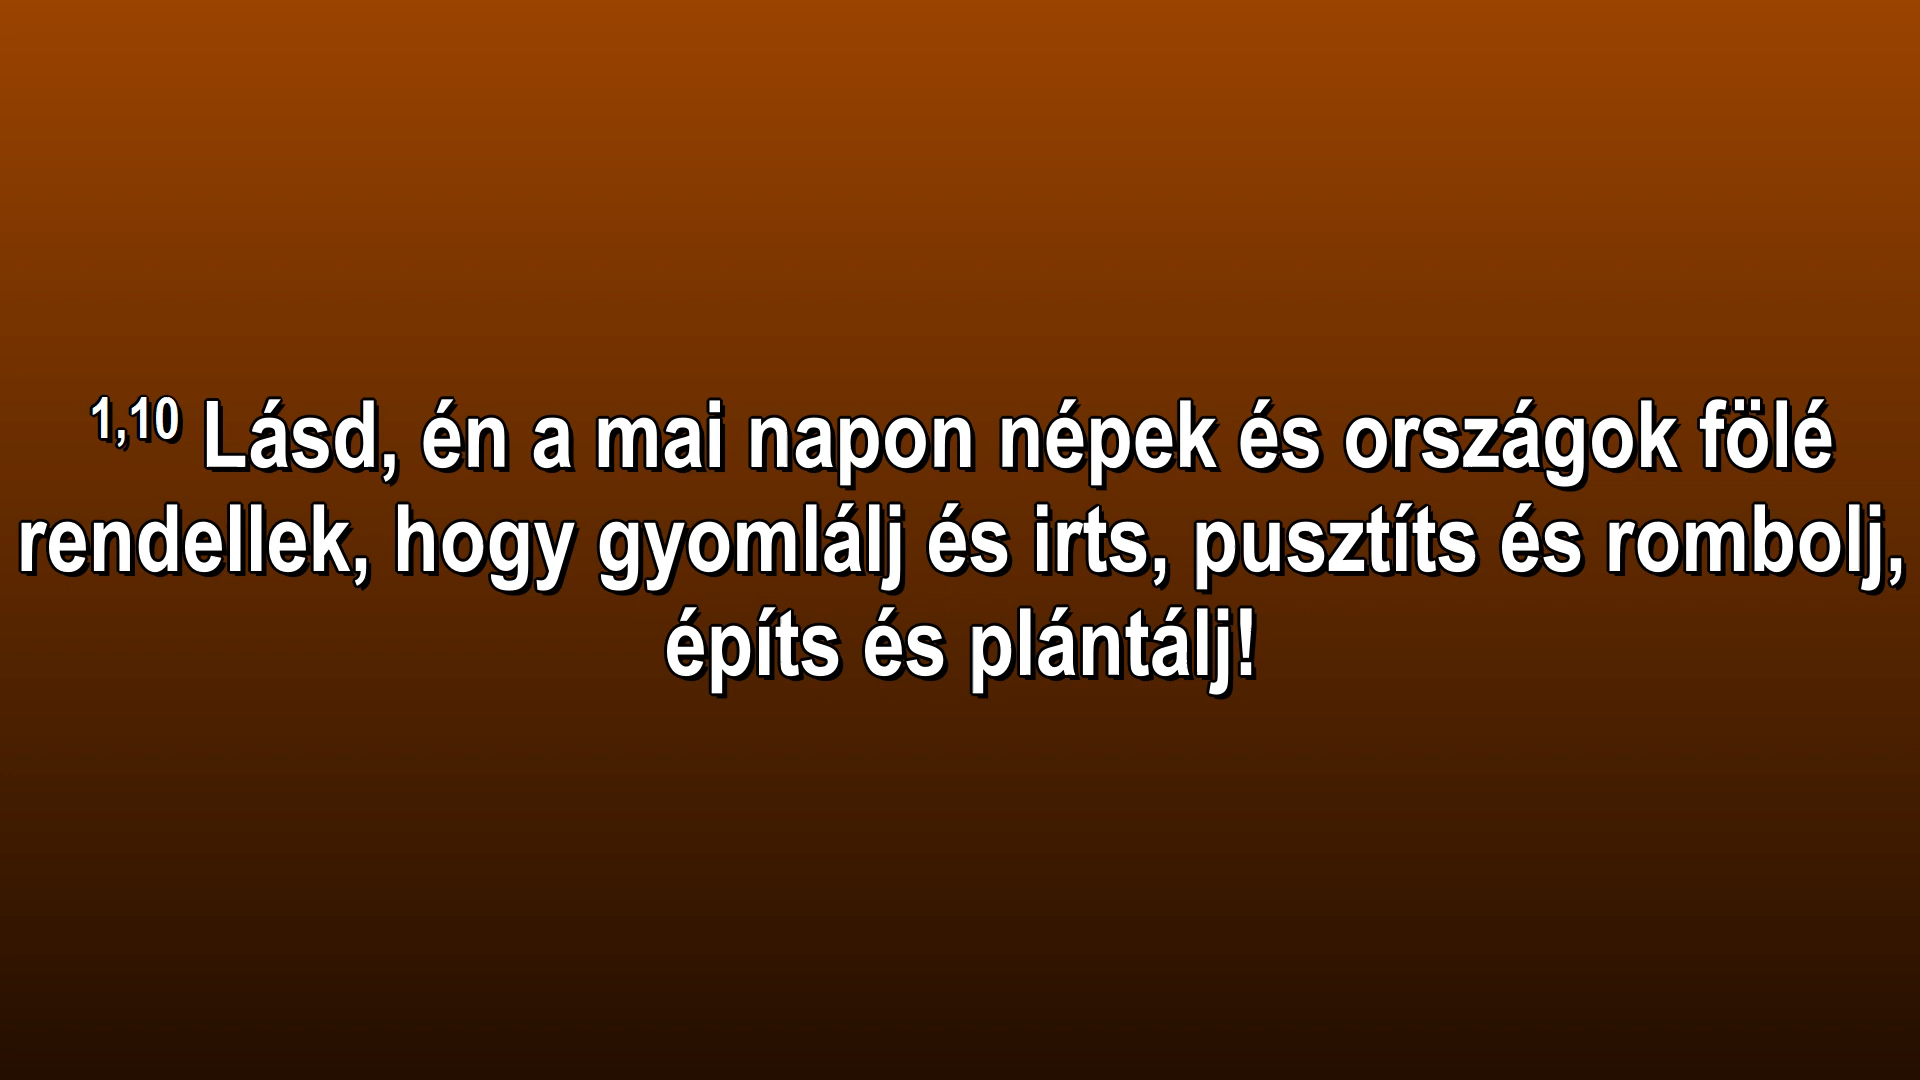 1,10 Lásd, én a mai napon népek és országok fölé
rendellek, hogy gyomlálj és irts, pusztíts és rombolj,
építs és plántálj!